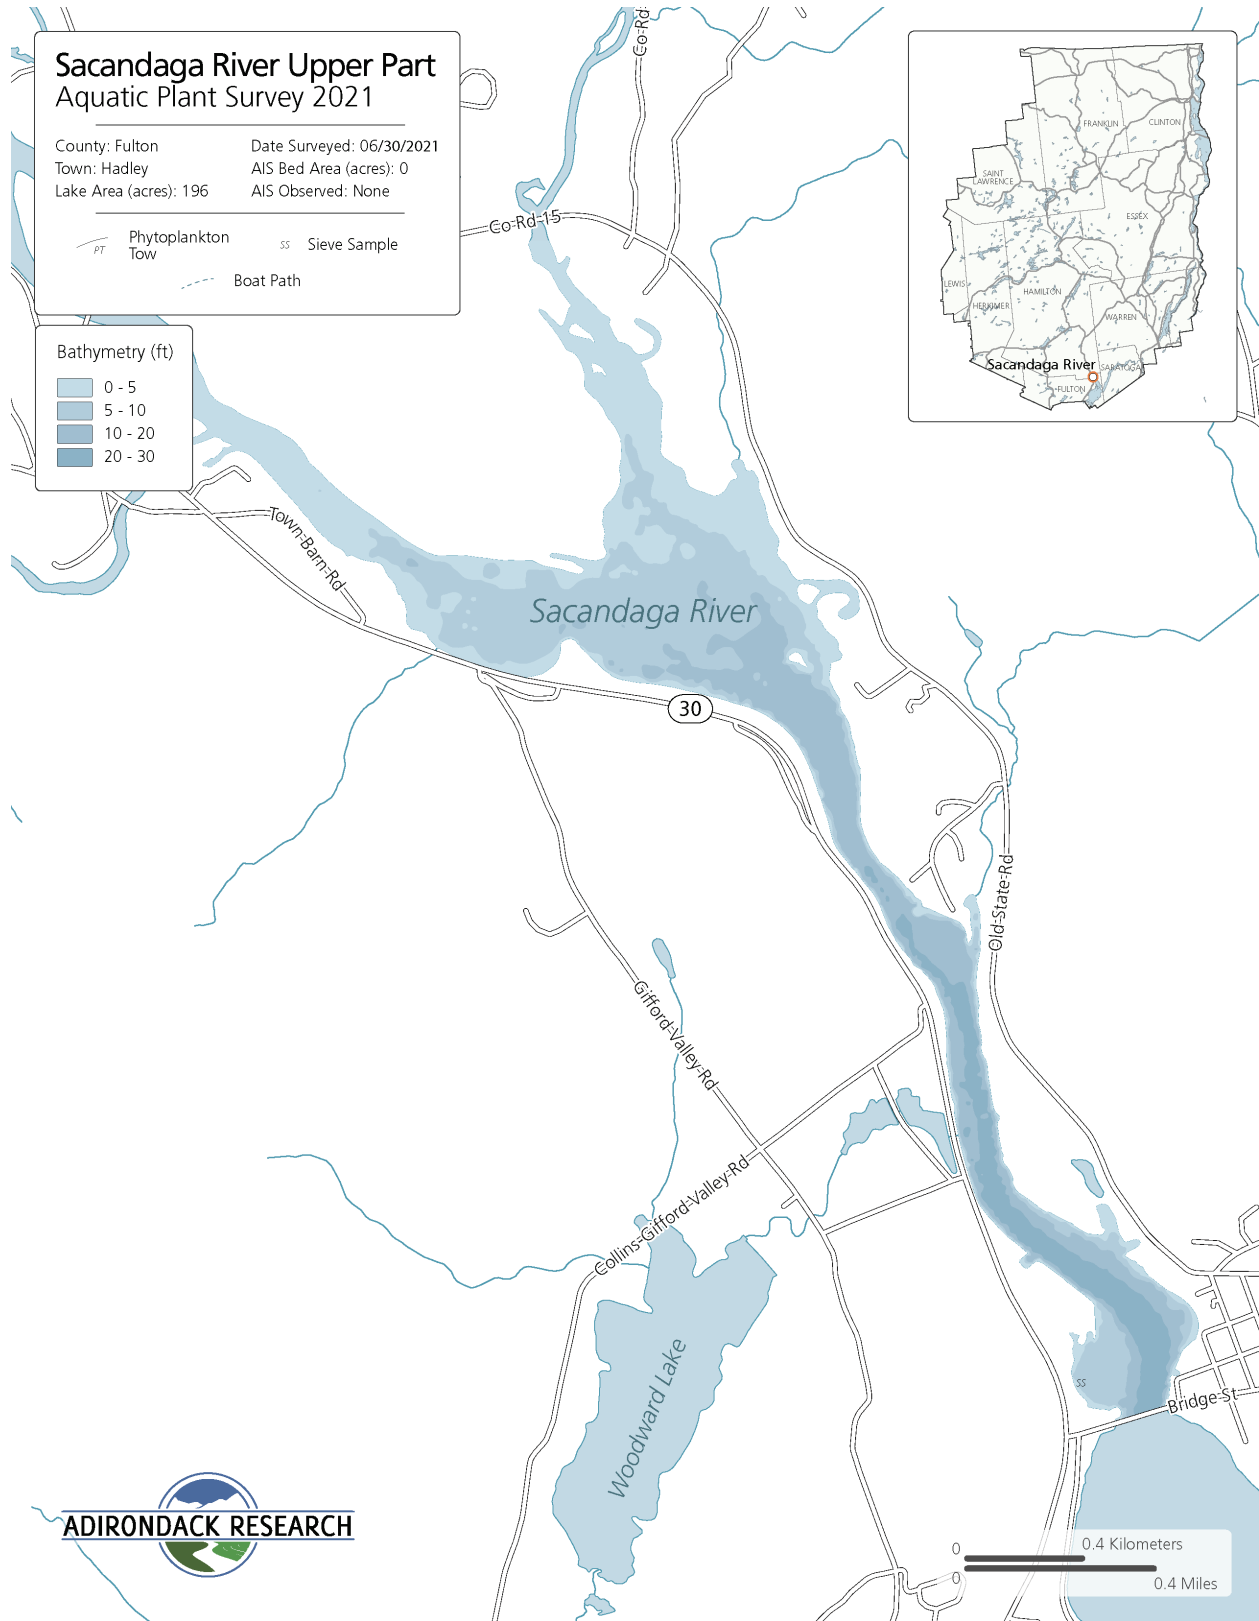 Sacandaga River Upper Part
Aquatic Plant Survey 2021
County: Fulton
Date Surveyed: 06/30/2021
Town: Hadley
AIS Bed Area (acres): 0
Lake Area (acres): 196
AIS Observed: None
PT
Phytoplankton
Tow
SS
Sieve Sample
Boat Path
Bathymetry (ft)
0 - 5
5 - 10
10 - 20
20 - 30
FRANKLIN
CLINTON
SAINT
LAWRENCE
ESSEX
LEWIS
HERKIMER
HAMILTON
WARREN
Sacandaga River
SARATOGA
FULTON
Co-Rd
Co-Rd-15
Town-Barn-Rd
Sacandaga River
30
Old-State-Rd
Gifford-Valley-Rd
Collins-Gifford-Valley-Rd
Woodward Lake
SS
Bridge-St
ADIRONDACK RESEARCH
0
0.4 Kilometers
0
0.4 Miles